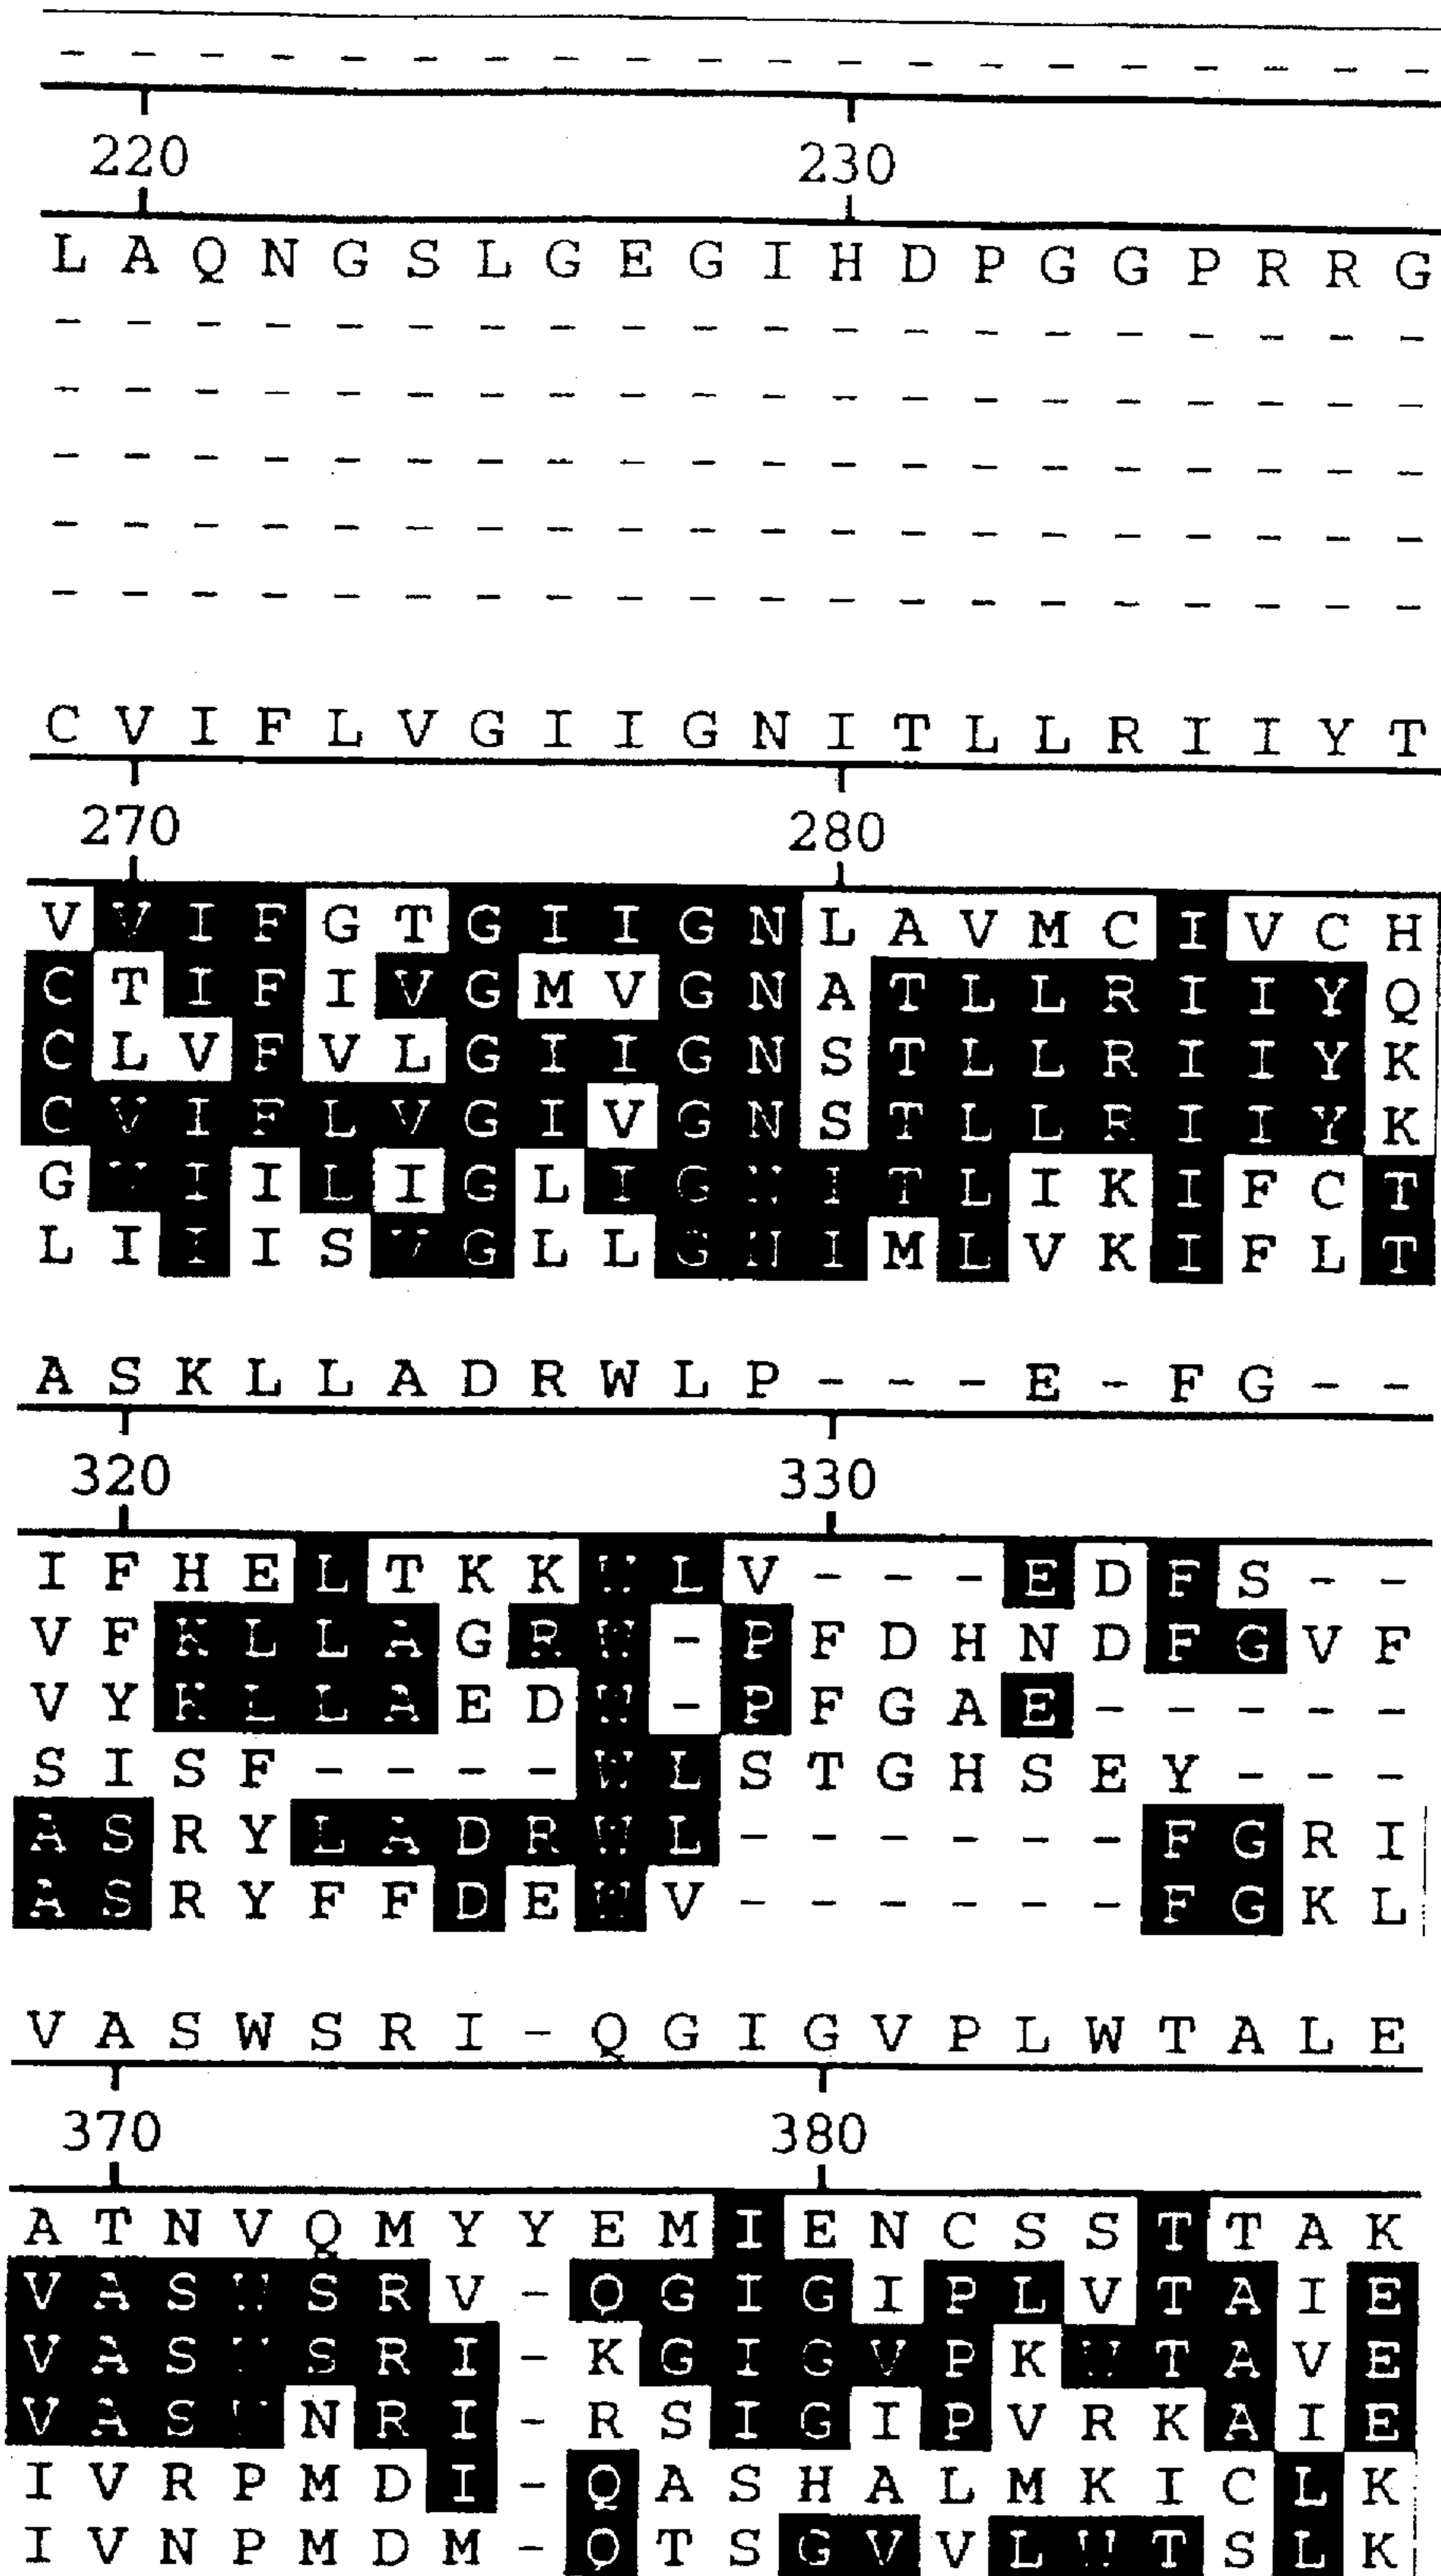 - - - - - - - - - - - - - - - - - - - -
220 230
L A Q N G S L G E G I H D P G G P R R G
- - - - - - - - - - - - - - - - - - - -
- - - - - - - - - - - - - - - - - - - -
- - - - - - - - - - - - - - - - - - - -
- - - - - - - - - - - - - - - - - - - -
- - - - - - - - - - - - - - - - - - - -
C V I F L V G I I G N I T L L R I I Y T
270 280
V V I F G T G I I G N L A V M C I V C H
C T I F I V G M V G N A T L L R I I Y Q
C L V F V L G I I G N S T L L R I I Y K
C V I F L V G I V G N S T L L R I I Y K
G V I I L I G L I G N I T L I K I F C T
L I I I S V G L L G N I M L V K I F L T
A S K L L A D R W L P - - - E - F G - -
320 330
I F H E L T K K W L V - - - E D F S - -
V F K L L A G R W - P F D H N D F G V F
V Y K L L A E D W - P F G A E - - - - -
S I S F - - - - W L S T G H S E Y - - -
A S R Y L A D R W L - - - - - - F G R I
A S R Y F F D E W V - - - - - - F G K L
V A S W S R I - Q G I G V P L W T A L E
370 380
A T N V Q M Y Y E M I E N C S S T T A K
V A S W S R V - Q G I G I P L V T A I E
V A S W S R I - K G I G V P K W T A V E
V A S W N R I - R S I G I P V R K A I E
I V R P M D I - Q A S H A L M K I C L K
I V N P M D M - Q T S G V V L W T S L K